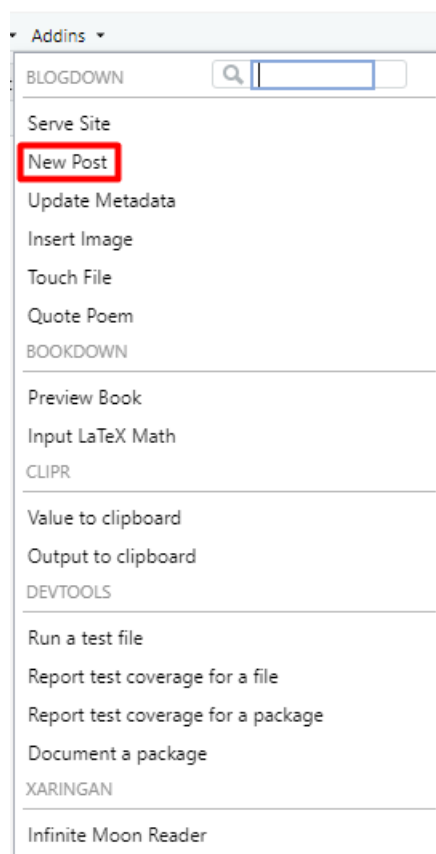 Addins
BLOGDOWN
Serve Site
New Post
Update Metadata
Insert Image
Touch File
Quote Poem
BOOKDOWN
Preview Book
Input LaTeX Math
CLIPR
Value to clipboard
Output to clipboard
DEVTOOLS
Run a test file
Report test coverage for a file
Report test coverage for a package
Document a package
XARINGAN
Infinite Moon Reader